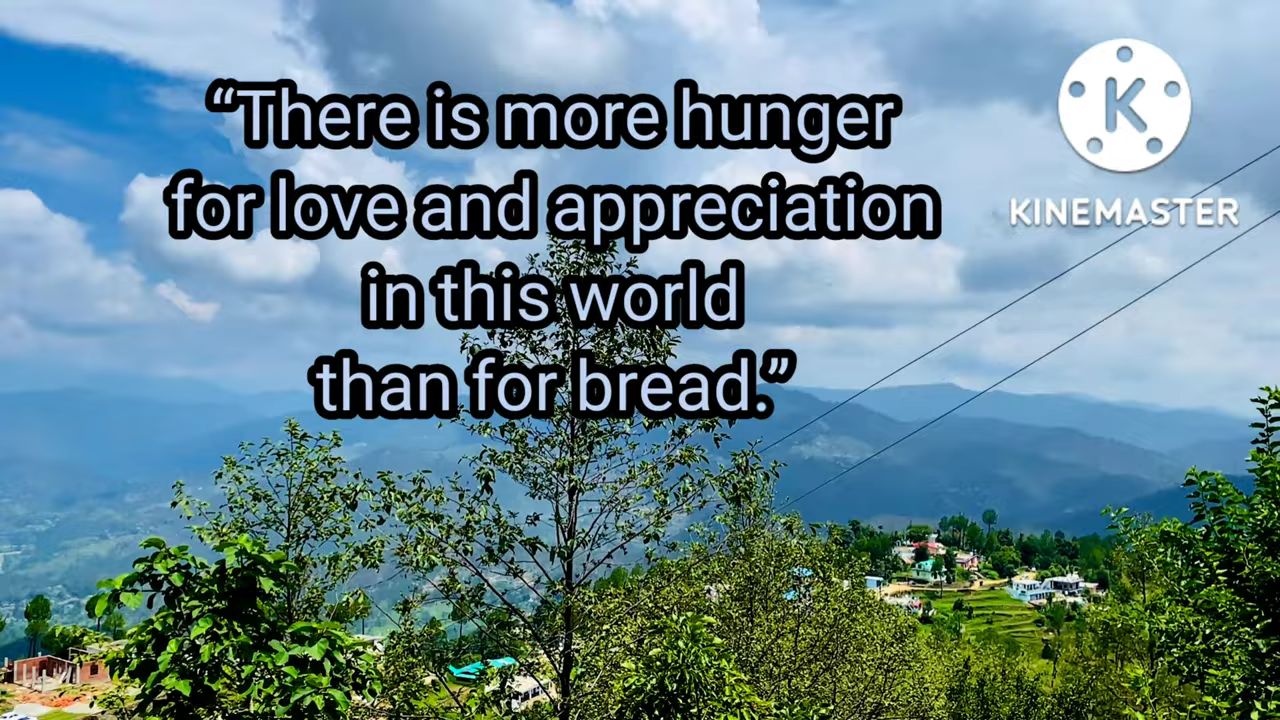 “There is more hunger
for love and appreciation
in this world
than for bread.”
KINEMASTER